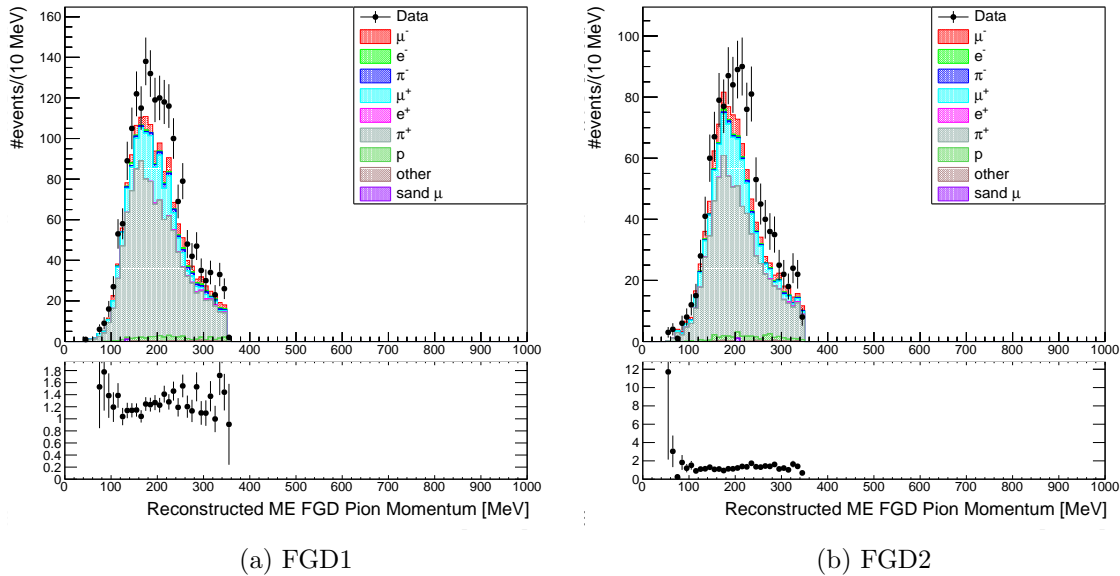 #events/(10 MeV)
160
140
120
100
80
60
40
20
0
Data
μ-
e-
π-
μ+
e+
π+
p
other
sand μ
0 100 200 300 400 500 600 700 800 900 1000
1.8
1.6
1.4
1.2
1
0.8
0.6
0.4
0.2
0 100 200 300 400 500 600 700 800 900 1000
Reconstructed ME FGD Pion Momentum [MeV]
(a) FGD1
#events/(10 MeV)
100
80
60
40
20
0
Data
μ-
e-
π-
μ+
e+
π+
p
other
sand μ
0 100 200 300 400 500 600 700 800 900 1000
12
10
8
6
4
2
0
0 100 200 300 400 500 600 700 800 900 1000
Reconstructed ME FGD Pion Momentum [MeV]
(b) FGD2